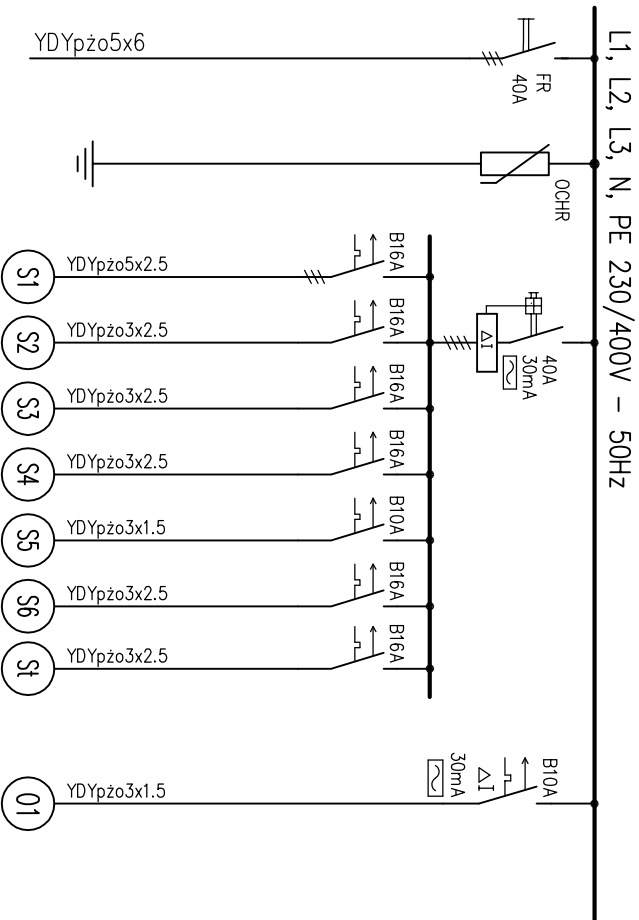 L1, L2, L3, N, PE 230/400V - 50Hz
YDYpżo5x6
FR
40A
OCHR
40A
30mA
ΔI
B16A
YDYpżo5x2.5
S1
B16A
YDYpżo3x2.5
S2
B16A
YDYpżo3x2.5
S3
B16A
YDYpżo3x2.5
S4
B10A
YDYpżo3x1.5
S5
B16A
YDYpżo3x2.5
S6
B16A
YDYpżo3x2.5
St
B10A
ΔI
30mA
YDYpżo3x1.5
O1